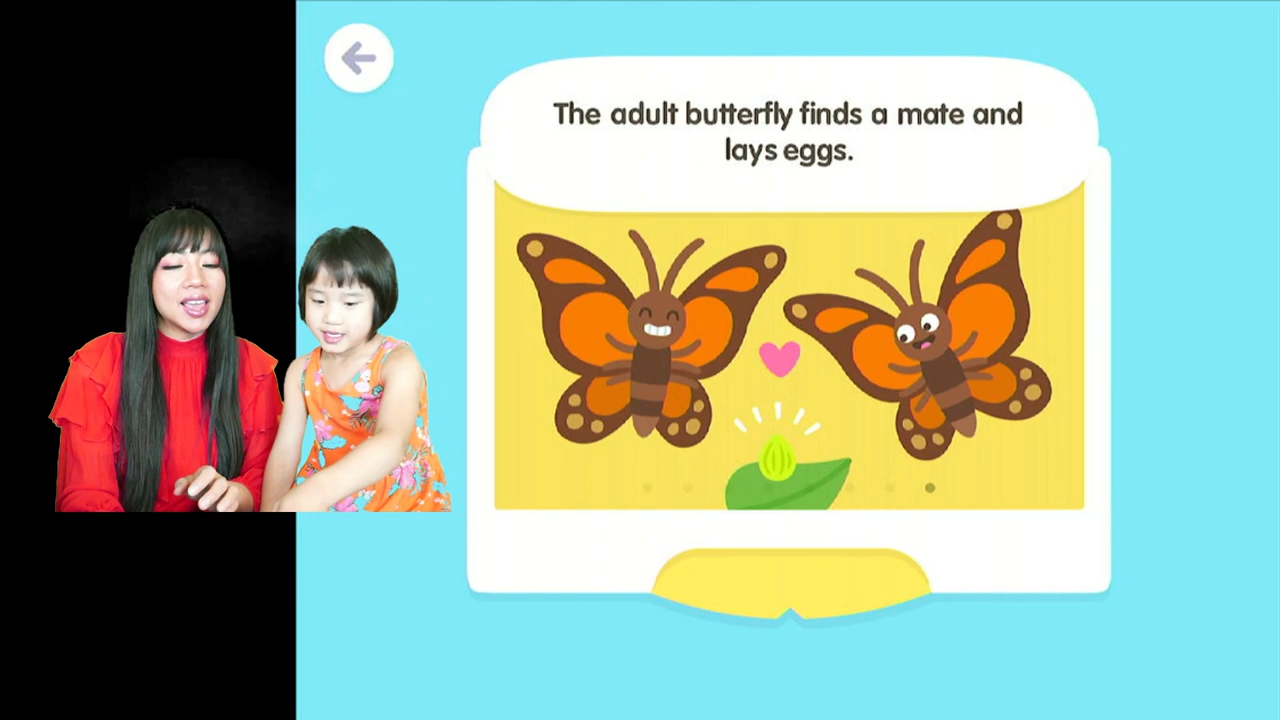 The adult butterfly finds a mate and
lays eggs.